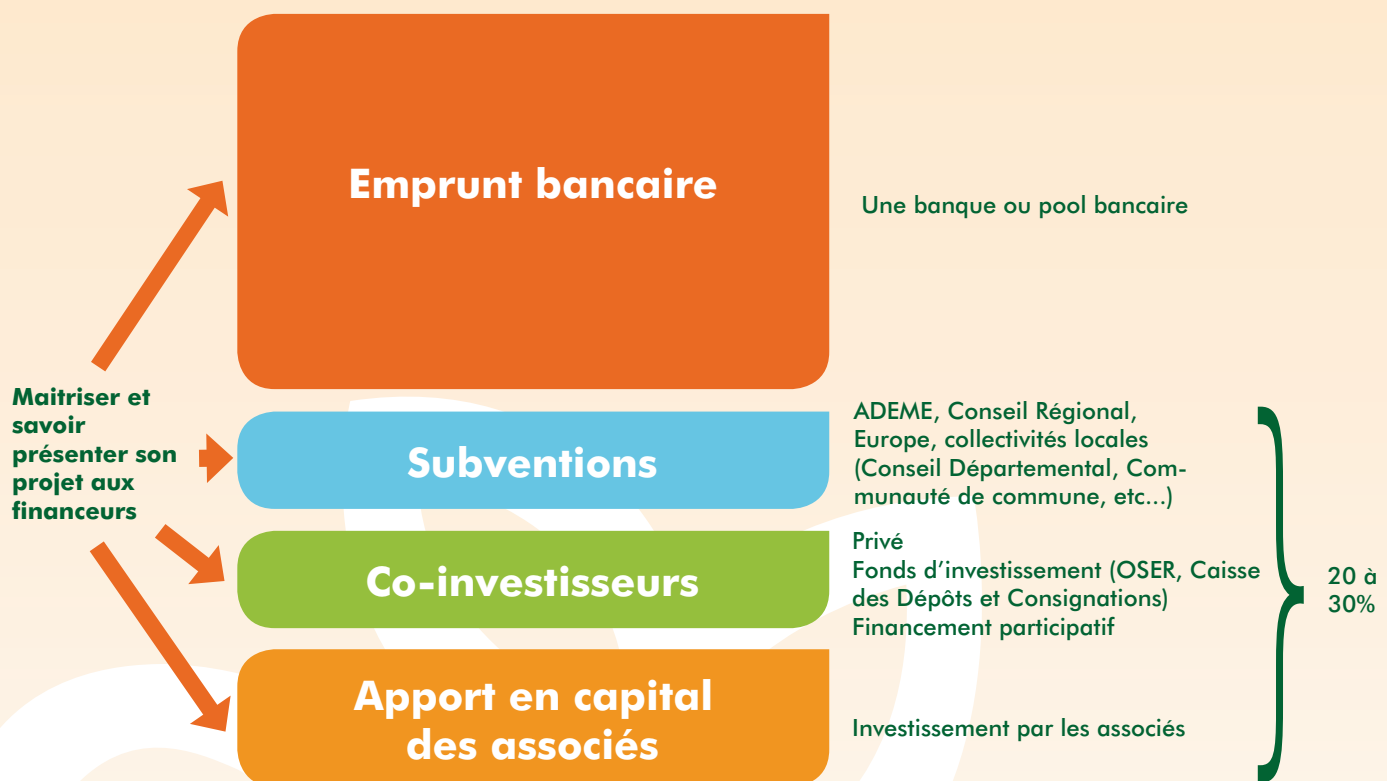 Emprunt bancaire
Une banque ou pool bancaire
Maitriser et
savoir
présenter son
projet aux
financeurs
Subventions
ADEME, Conseil Régional,
Europe, collectivités locales
(Conseil Départemental, Com-
munauté de commune, etc...)
Co-investisseurs
Privé
Fonds d’investissement (OSER, Caisse
des Dépôts et Consignations)
Financement participatif
20 à
30%
Apport en capital
des associés
Investissement par les associés